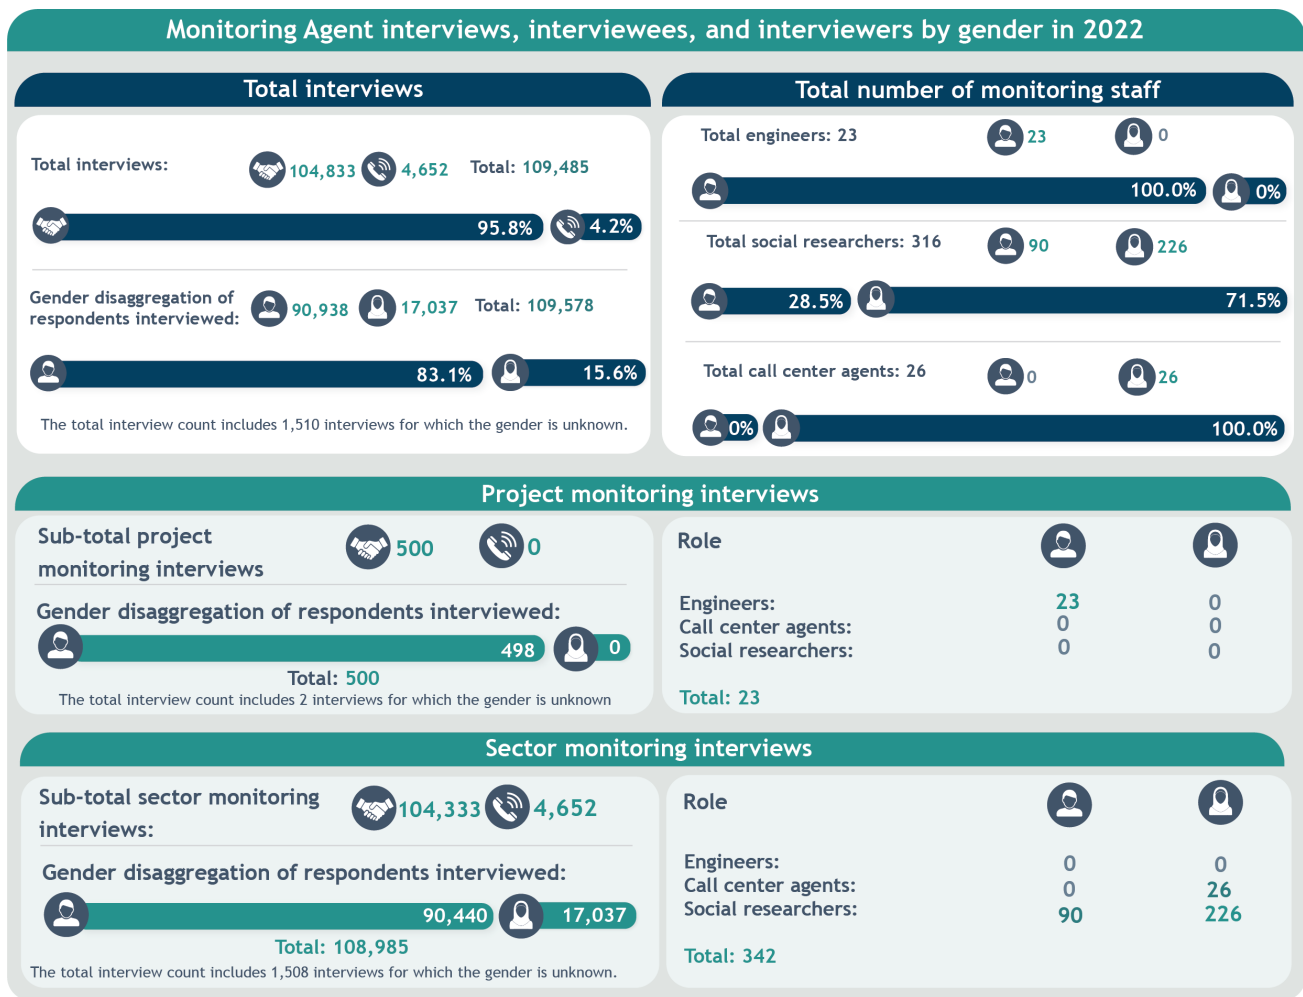 Monitoring Agent interviews, interviewees, and interviewers by gender in 2022
Total interviews
Total interviews:
104,833
4,652
Total: 109,485
95.8%
4.2%
Gender disaggregation of
respondents interviewed:
90,938
17,037
Total: 109,578
83.1%
15.6%
The total interview count includes 1,510 interviews for which the gender is unknown.
Total number of monitoring staff
Total engineers: 23
23
0
100.0%
0%
Total social researchers: 316
90
226
28.5%
71.5%
Total call center agents: 26
0
26
0%
100.0%
Project monitoring interviews
Sub-total project
monitoring interviews
500
0
Gender disaggregation of respondents interviewed:
498
0
Total: 500
The total interview count includes 2 interviews for which the gender is unknown
Role
Engineers:
23
0
Call center agents:
0
0
Social researchers:
0
0
Total: 23
Sector monitoring interviews
Sub-total sector monitoring
interviews:
104,333
4,652
Gender disaggregation of respondents interviewed:
90,440
17,037
Total: 108,985
The total interview count includes 1,508 interviews for which the gender is unknown.
Role
Engineers:
0
0
Call center agents:
0
26
Social researchers:
90
226
Total: 342